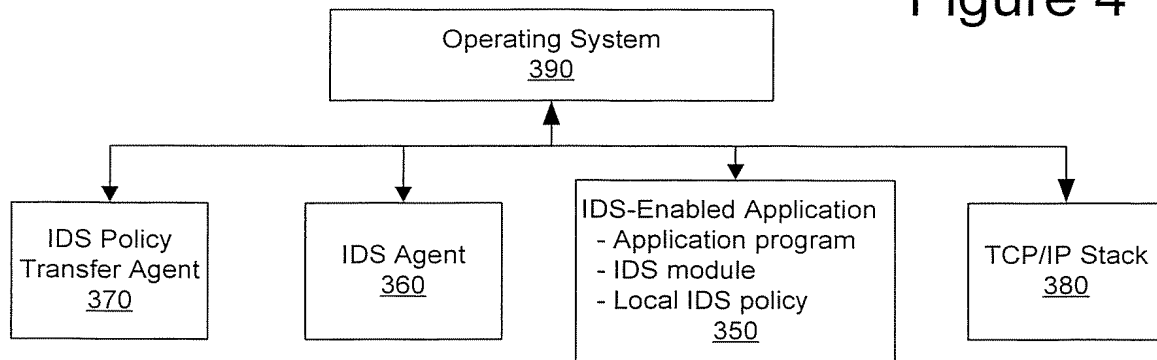 Figure 4
Operating System
390
IDS Policy
Transfer Agent
370
IDS Agent
360
IDS-Enabled Application
- Application program
- IDS module
- Local IDS policy
350
TCP/IP Stack
380